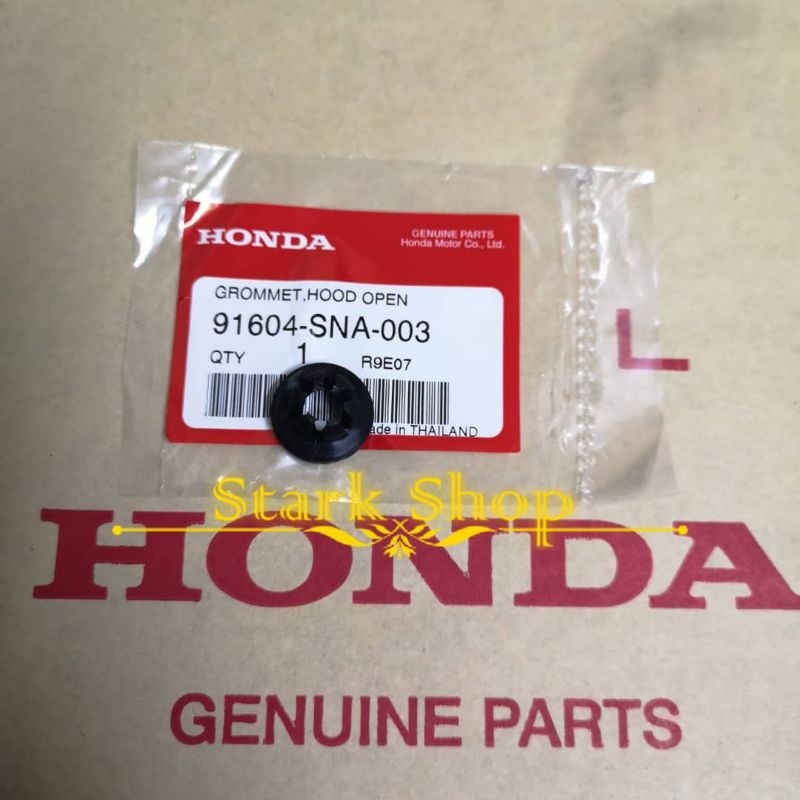 HONDA
GENUINE PARTS
Honda Motor Co., Ltd.
GROMMET,HOOD OPEN
91604-SNA-003
QTY 1 R9E07
ade in THAILAND
L
Stark Shop
HONDA
GENUINE PARTS